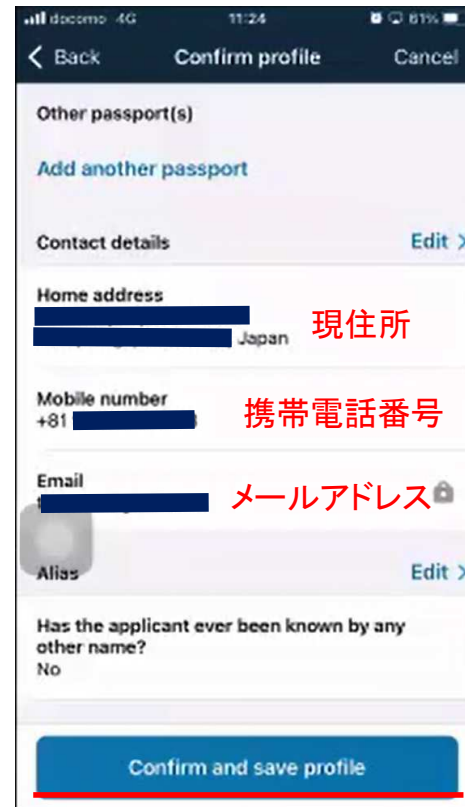 docomo 4G 11:24 61%
Back Confirm profile Cancel
Other passport(s)
Add another passport
Contact details Edit
Home address
Japan 現住所
Mobile number
+81 携帯電話番号
Email
メールアドレス
Alias Edit
Has the applicant ever been known by any
other name?
No
Confirm and save profile